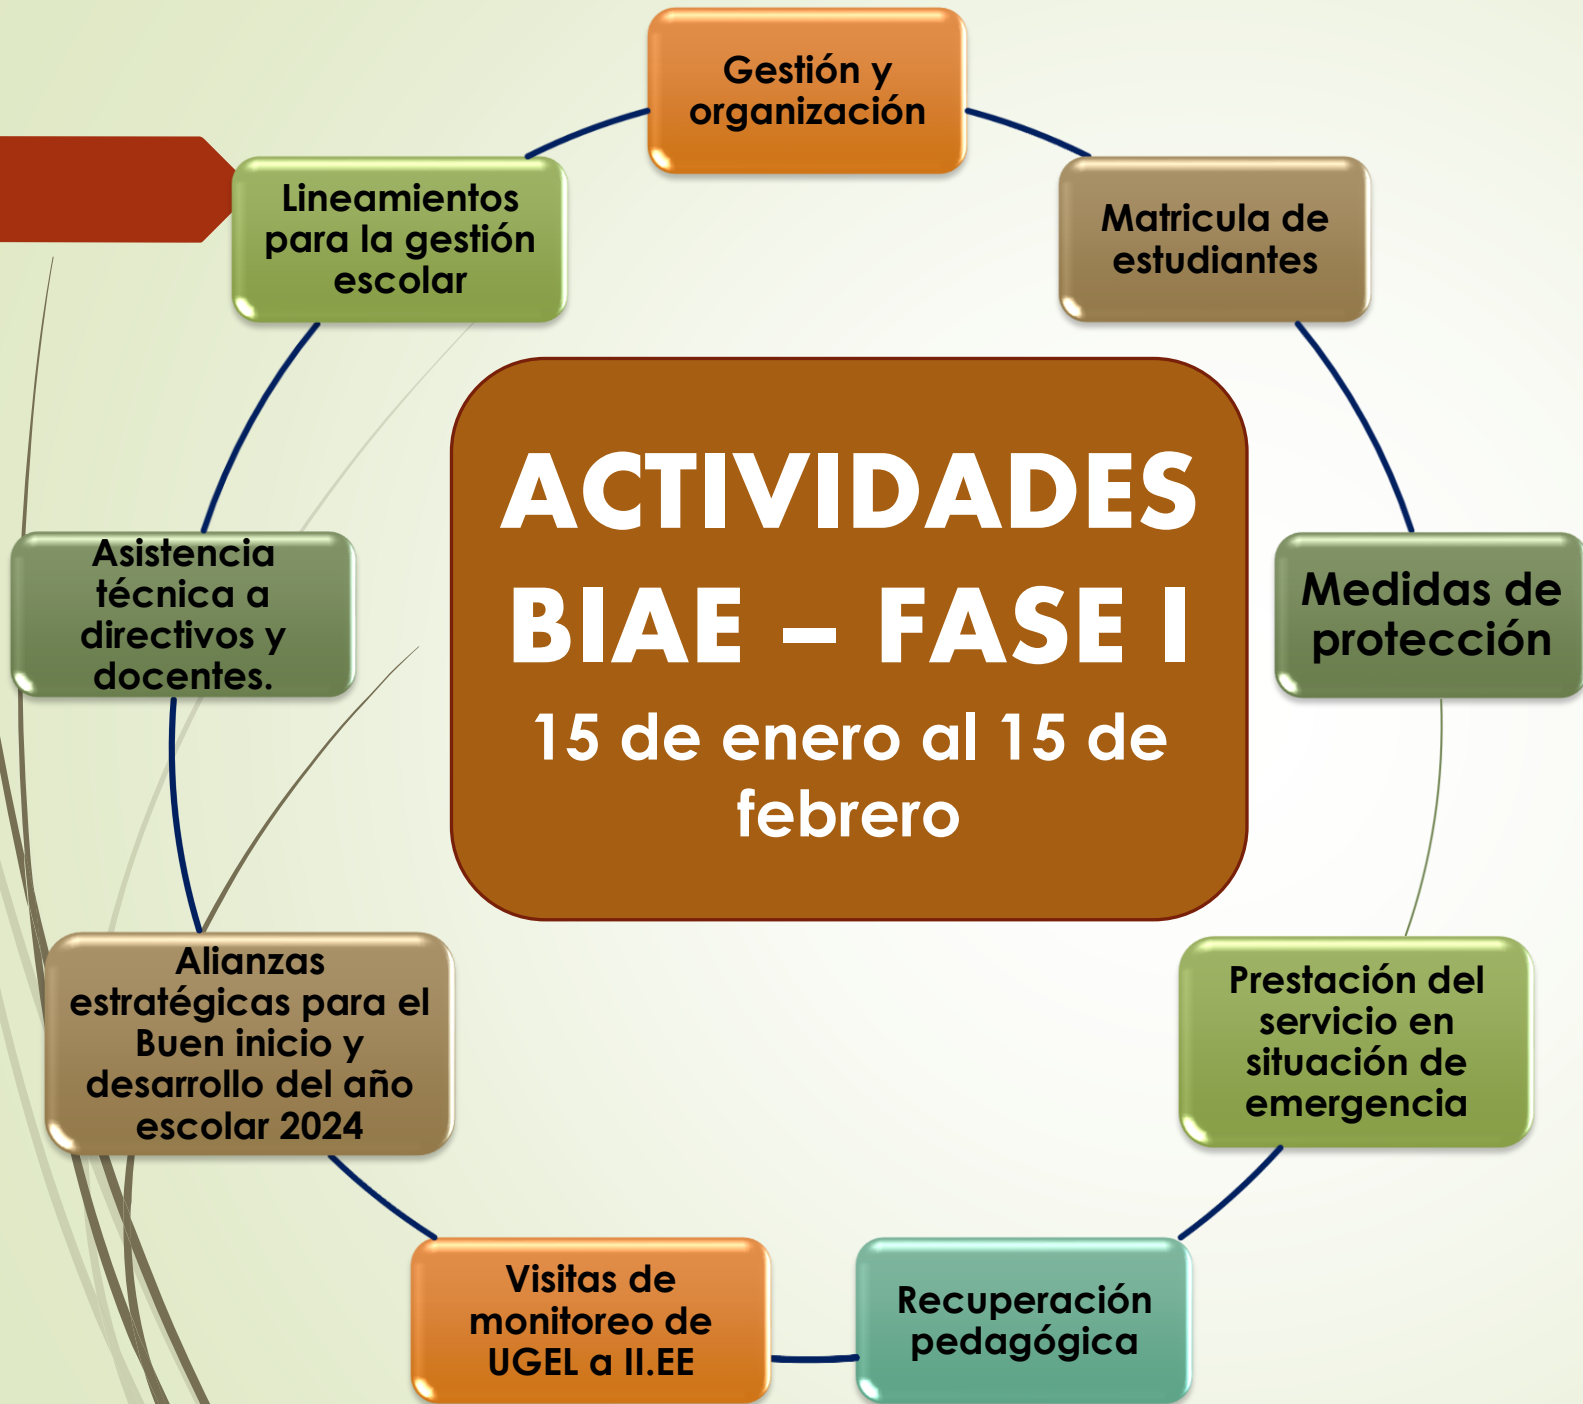 Gestión y
organización
Matricula de
estudiantes
Medidas de
protección
Prestación del
servicio en
situación de
emergencia
Recuperación
pedagógica
Visitas de
monitoreo de
UGEL a II.EE
Alianzas
estratégicas para el
Buen inicio y
desarrollo del año
escolar 2024
Asistencia
técnica a
directivos y
docentes.
Lineamientos
para la gestión
escolar
ACTIVIDADES
BIAE – FASE I
15 de enero al 15 de
febrero